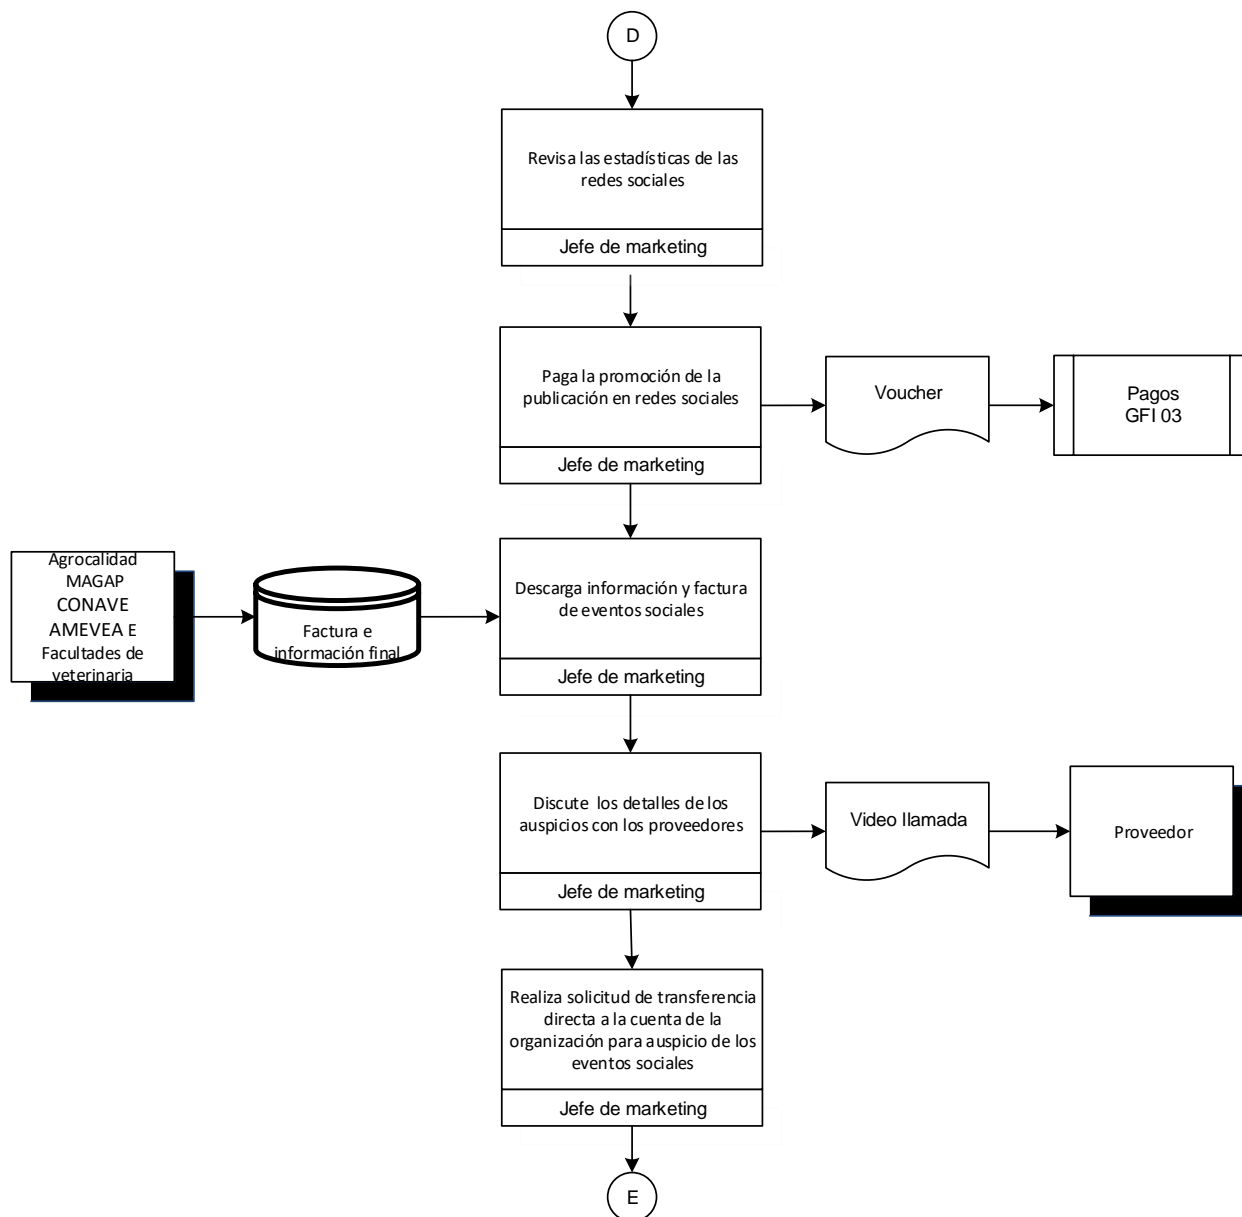 D
Revisa las estadísticas de las
redes sociales
Jefe de marketing
Paga la promoción de la
publicación en redes sociales
Jefe de marketing
Voucher
Pagos
GFI 03
Agrocalidad
MAGAP
CONAVE
AMEVEA E
Facultades de
veterinaria
Factura e
información final
Descarga información y factura
de eventos sociales
Jefe de marketing
Discute los detalles de los
auspicios con los proveedores
Jefe de marketing
Video llamada
Proveedor
Realiza solicitud de transferencia
directa a la cuenta de la
organización para auspicio de los
eventos sociales
Jefe de marketing
E